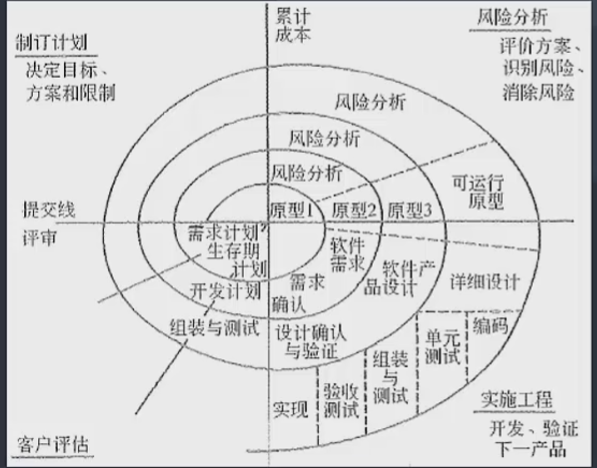 累计
成本
风险分析
评价方案、
识别风险、
消除风险
制订计划
决定目标、
方案和限制
风险分析
风险分析
风险分析
可运行
原型
提交线
评审
原型1
原型2
原型3
需求计划
生存期
计划
开发计划
组装与测试
软件
需求
需求
确认
软件产
品设计
详细设计
设计确认
与验证
实现
验收
测试
组装
与
测试
单元
测试
编码
实施工程
开发、验证
下一产品
客户评估